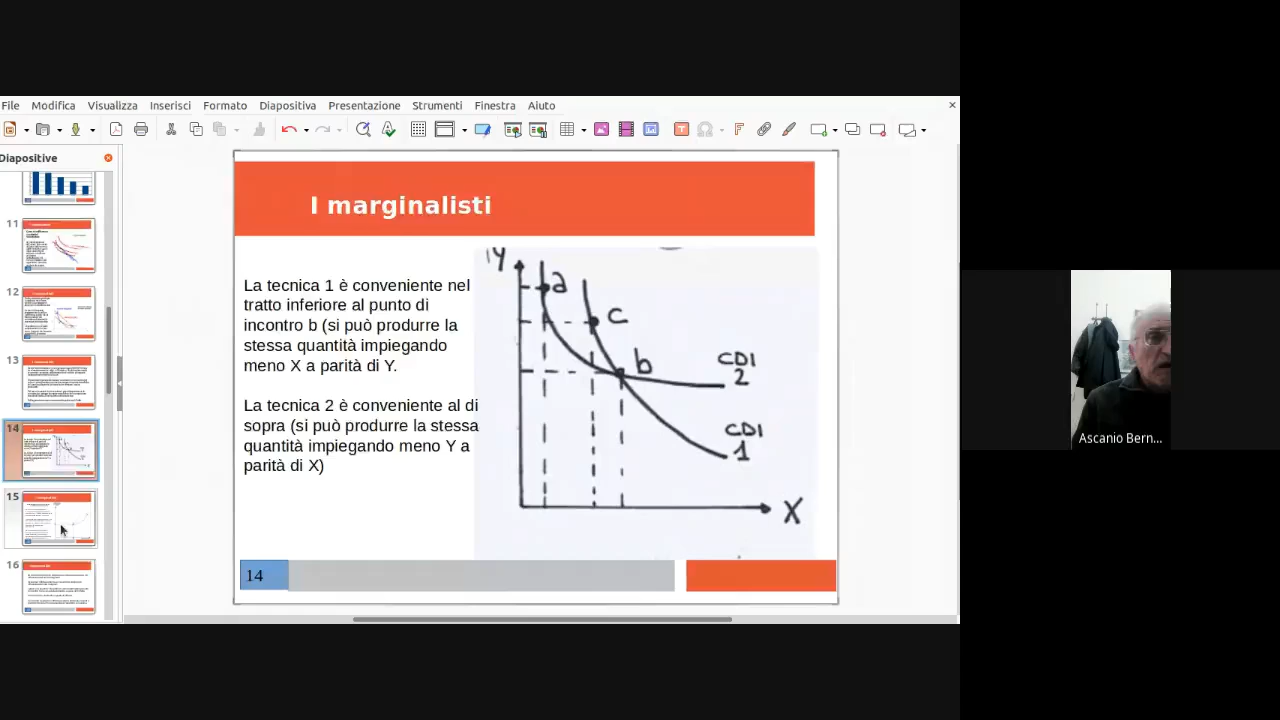 File Modifica Visualizza Inserisci Formato Diapositiva Presentazione Strumenti Finestra Aiuto
Diapositive
11
12
13
14
15
16
I marginalisti
La tecnica 1 è conveniente nel
tratto inferiore al punto di
incontro b (si può produrre la
stessa quantità impiegando
meno X a parità di Y.
La tecnica 2 è conveniente al di
sopra (si può produrre la stessa
quantità impiegando meno Y a
parità di X)
Y
a
c
b
CDI
2
CDI
1
X
14
Ascanio Bern...